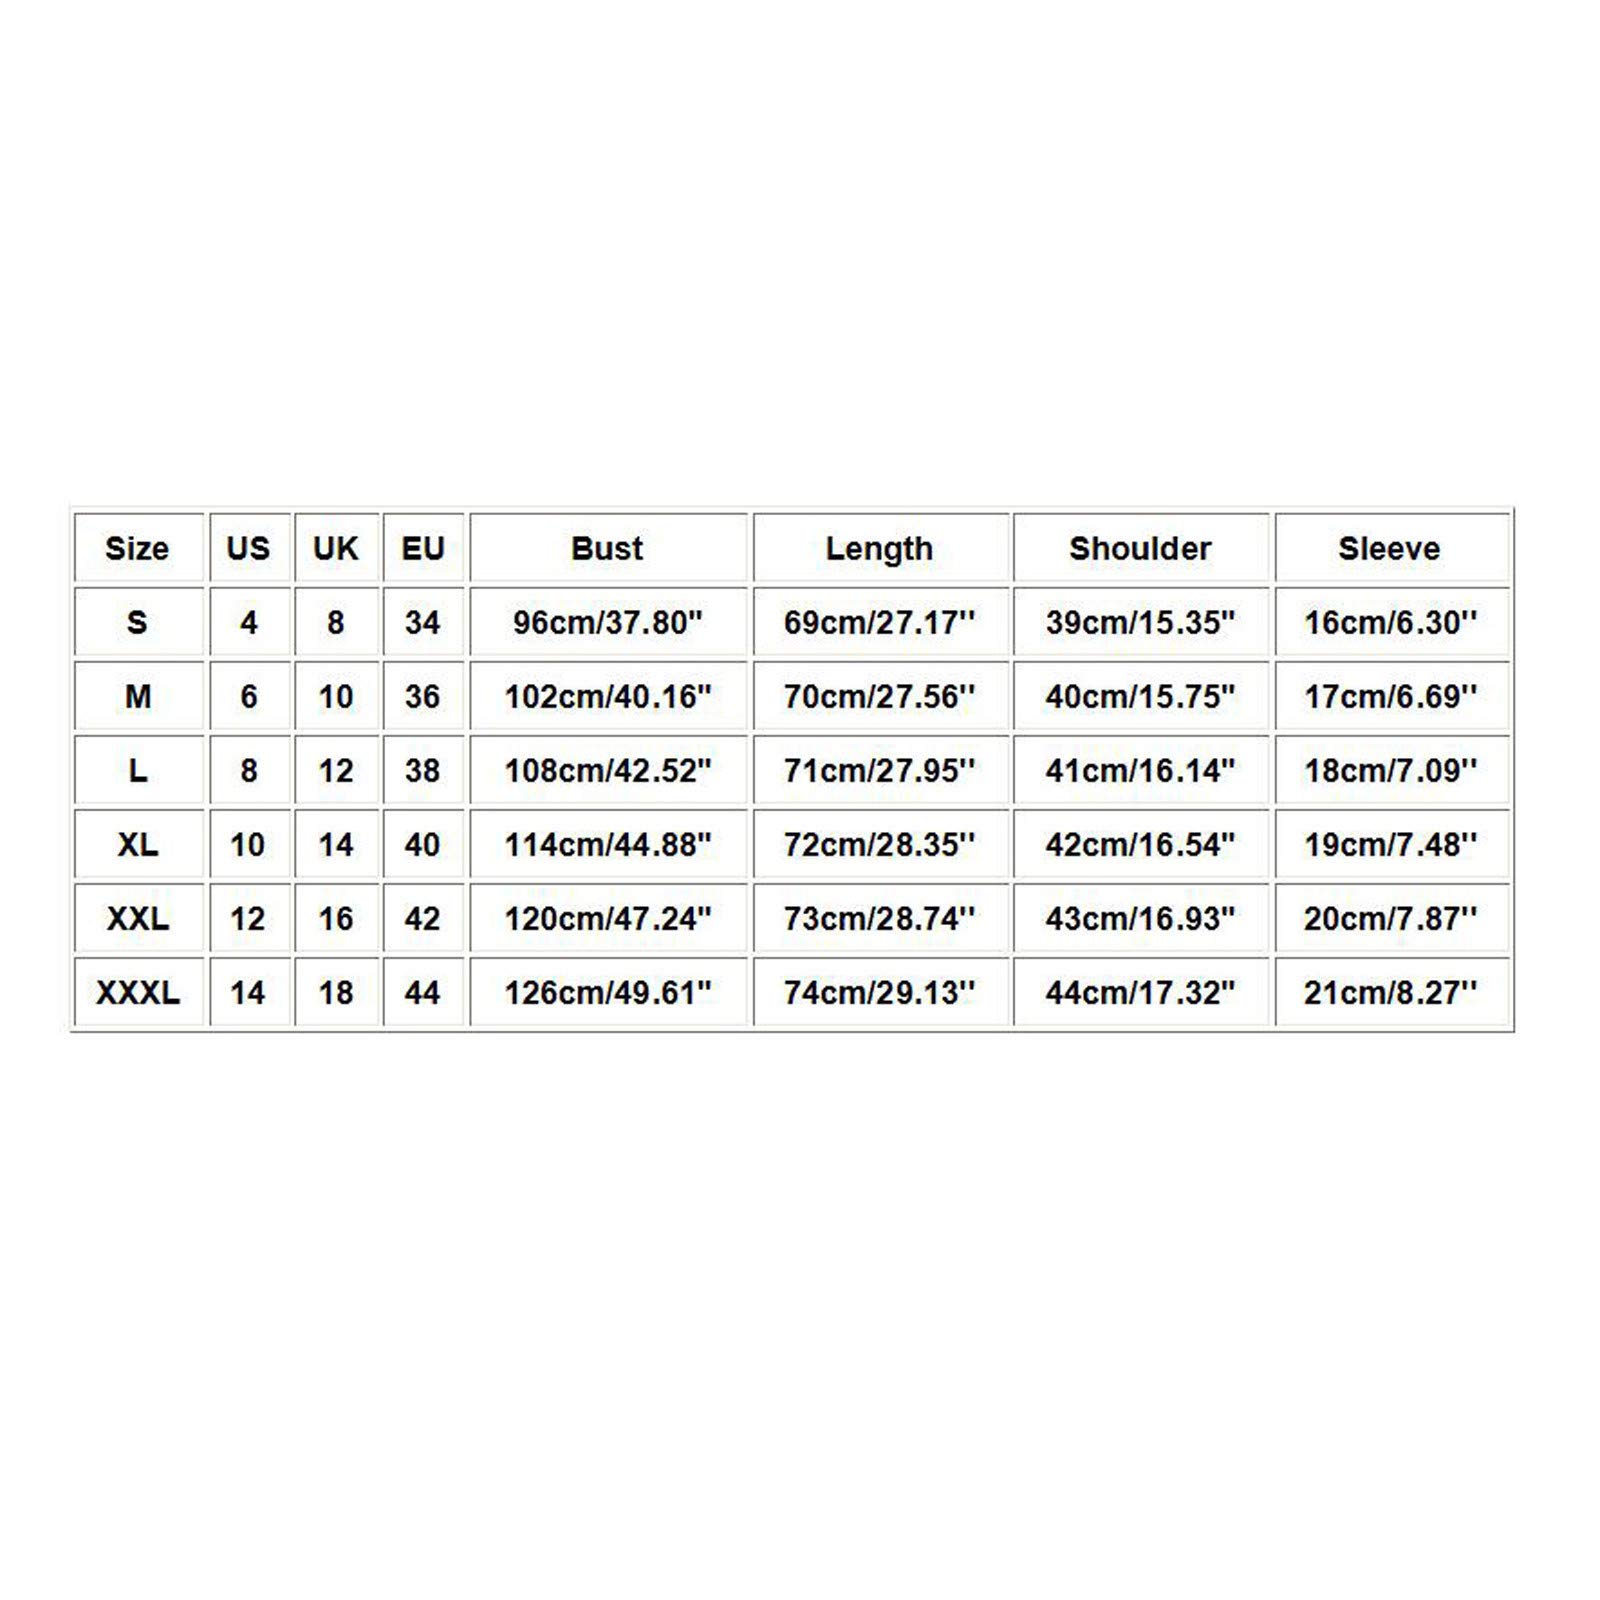 Size US UK EU Bust Length Shoulder Sleeve
S 4 8 34 96cm/37.80" 69cm/27.17'' 39cm/15.35" 16cm/6.30''
M 6 10 36 102cm/40.16" 70cm/27.56'' 40cm/15.75" 17cm/6.69''
L 8 12 38 108cm/42.52" 71cm/27.95'' 41cm/16.14" 18cm/7.09''
XL 10 14 40 114cm/44.88" 72cm/28.35'' 42cm/16.54" 19cm/7.48''
XXL 12 16 42 120cm/47.24" 73cm/28.74'' 43cm/16.93" 20cm/7.87''
XXXL 14 18 44 126cm/49.61" 74cm/29.13'' 44cm/17.32" 21cm/8.27''